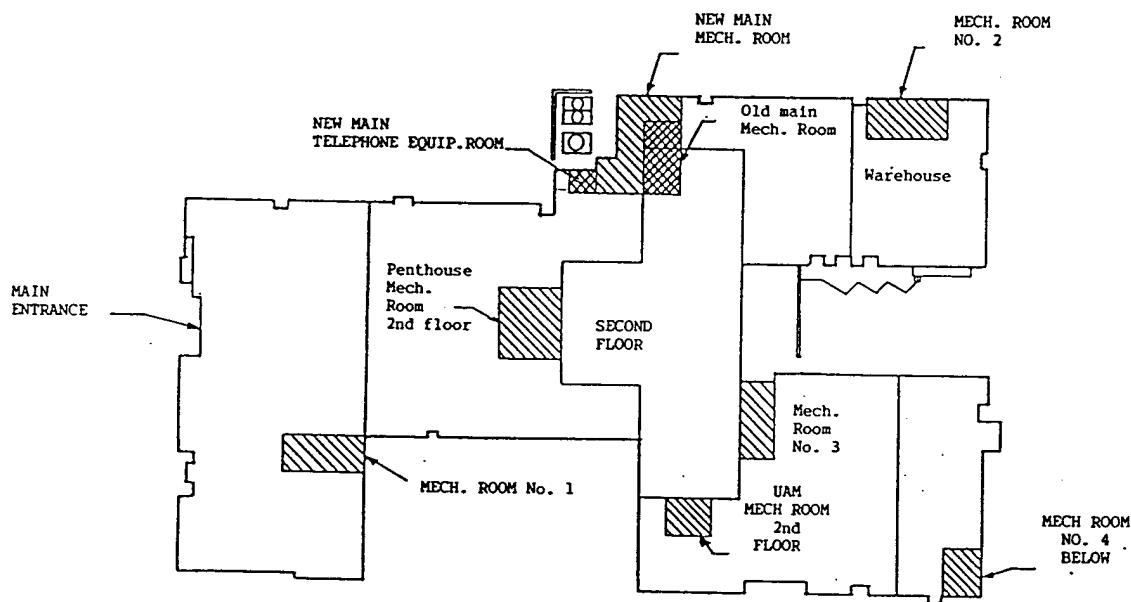 NEW MAIN
MECH. ROOM
MECH. ROOM
NO. 2
NEW MAIN
TELEPHONE EQUIP.ROOM
Old main
Mech. Room
Warehouse
MAIN
ENTRANCE
Penthouse
Mech.
Room
2nd floor
SECOND
FLOOR
Mech.
Room
No. 3
MECH. ROOM No. 1
UAM
MECH ROOM
2nd
FLOOR
MECH ROOM
NO. 4
BELOW